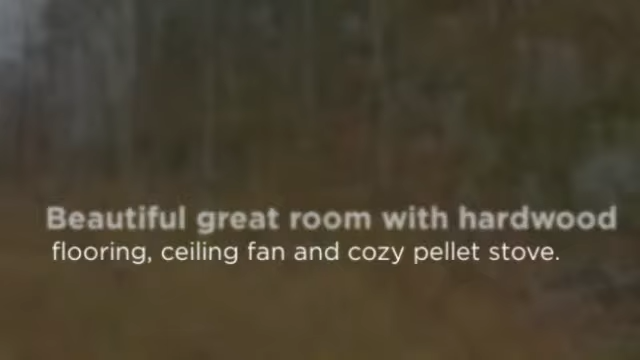 Beautiful great room with hardwood
flooring, ceiling fan and cozy pellet stove.